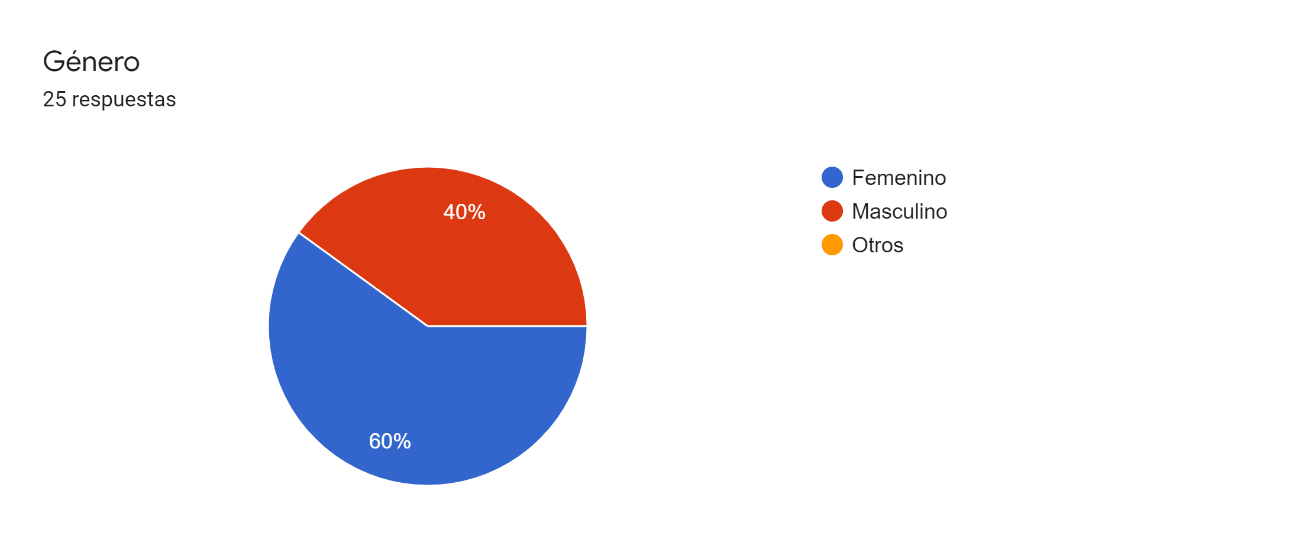 Género
25 respuestas
40%
60%
Femenino
Masculino
Otros